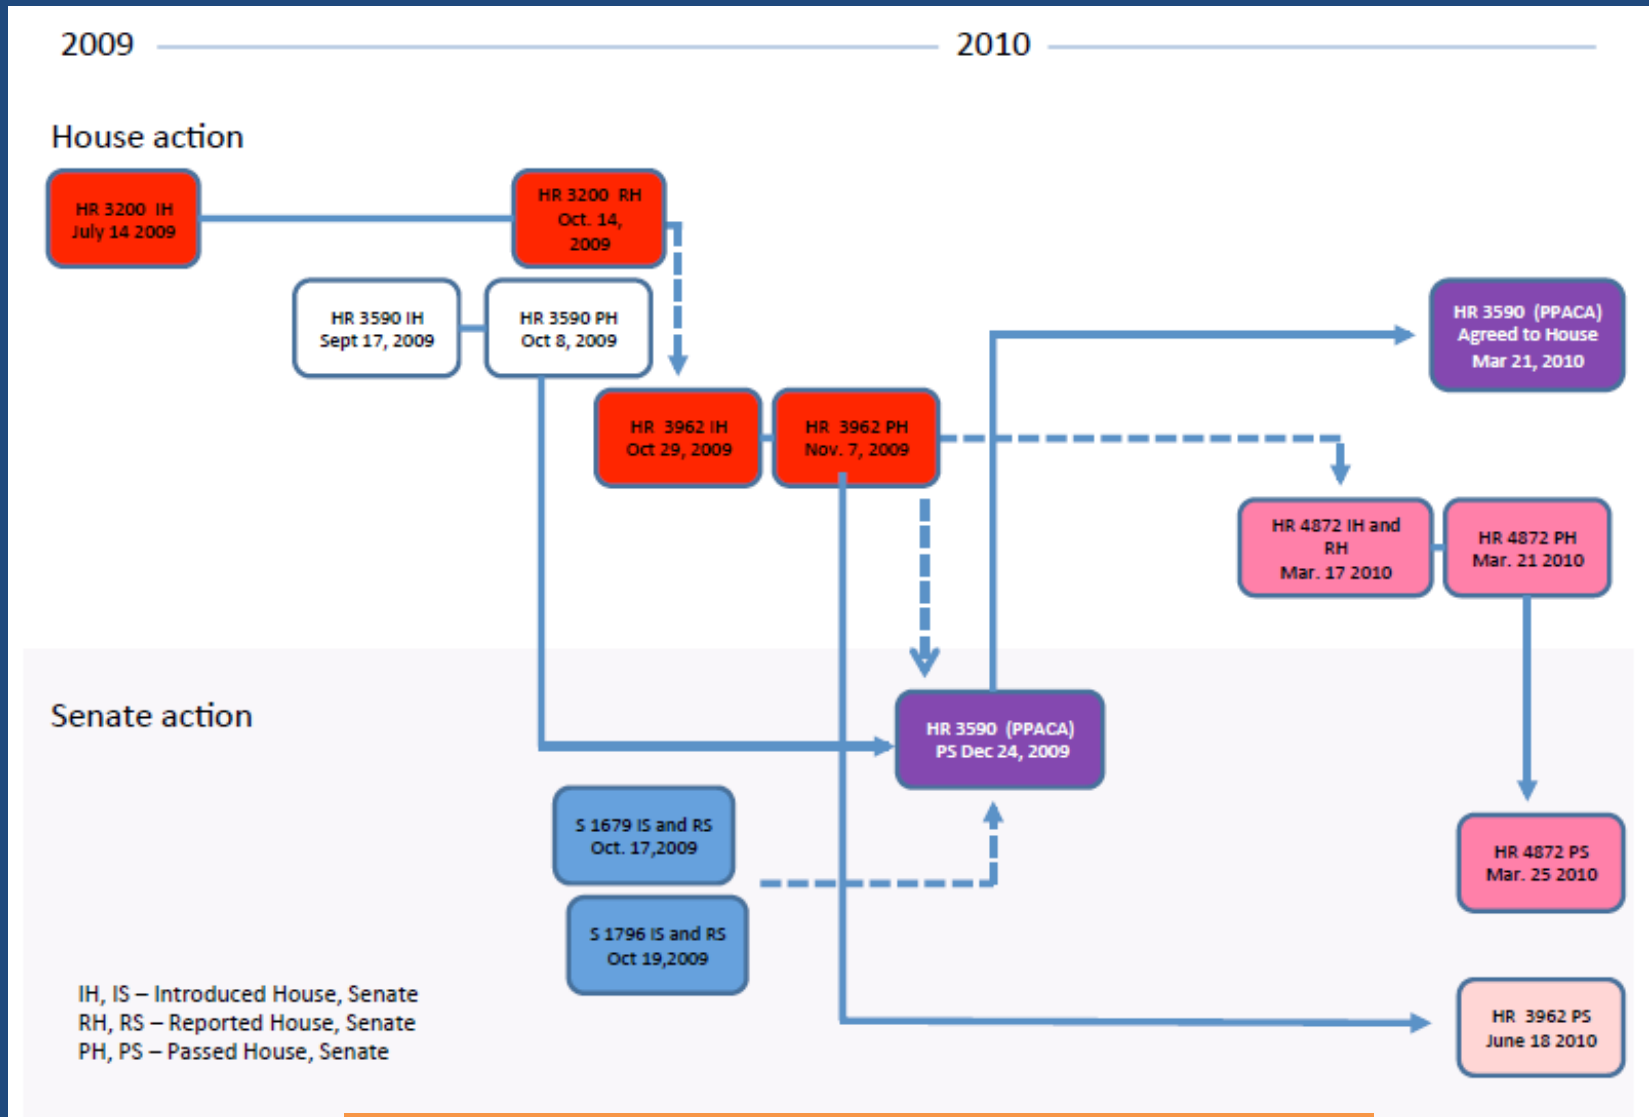 2009
2010
House action
HR 3200 IH
July 14 2009
HR 3200 RH
Oct. 14,
2009
HR 3590 IH
Sept 17, 2009
HR 3590 PH
Oct 8, 2009
HR 3590 (PPACA)
Agreed to House
Mar 21, 2010
HR 3962 IH
Oct 29, 2009
HR 3962 PH
Nov. 7, 2009
HR 4872 IH and
RH
Mar. 17 2010
HR 4872 PH
Mar. 21 2010
Senate action
HR 3590 (PPACA)
PS Dec 24, 2009
S 1679 IS and RS
Oct. 17,2009
HR 4872 PS
Mar. 25 2010
S 1796 IS and RS
Oct 19,2009
HR 3962 PS
June 18 2010
IH, IS – Introduced House, Senate
RH, RS – Reported House, Senate
PH, PS – Passed House, Senate